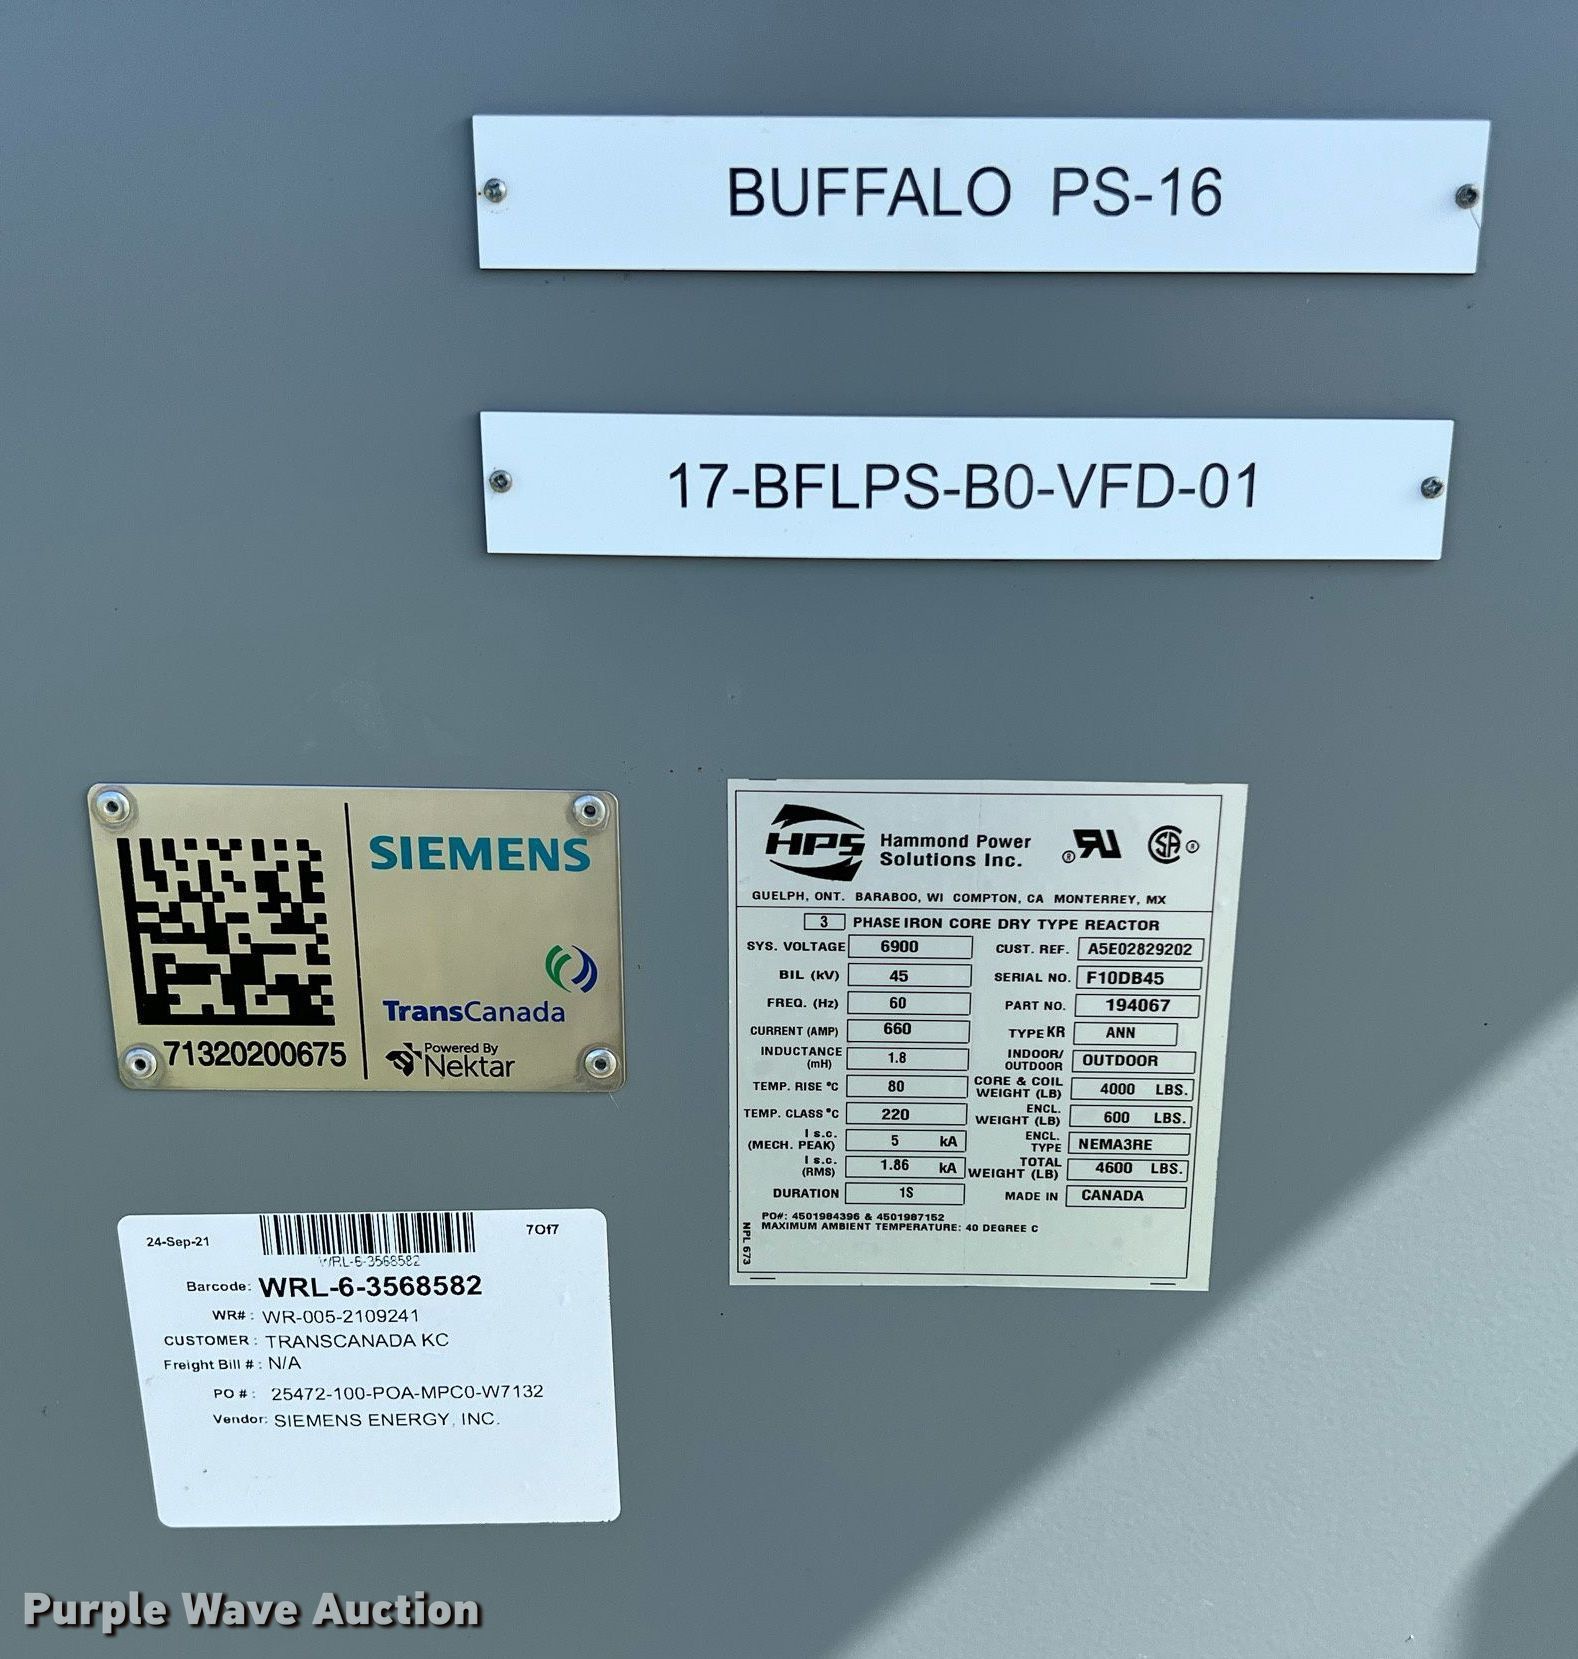 BUFFALO PS-16
17-BFLPS-B0-VFD-01
SIEMENS
TransCanada
71320200675
Powered By
Nektar
HPS
Hammond Power
Solutions Inc.
GUELPH, ONT. BARABOO, WI COMPTON, CA MONTERREY, MX
3 PHASE IRON CORE DRY TYPE REACTOR
SYS. VOLTAGE 6900 CUST. REF. A5E02829202
BIL (kV) 45 SERIAL NO. F10DB45
FREQ. (Hz) 60 PART NO. 194067
CURRENT (AMP) 660 TYPE KR ANN
INDUCTANCE (mH) 1.8 INDOOR/ OUTDOOR OUTDOOR
TEMP. RISE °C 80 CORE & COIL WEIGHT (LB) 4000 LBS.
TEMP. CLASS °C 220 ENCL. WEIGHT (LB) 600 LBS.
I s.c. (MECH. PEAK) 5 kA ENCL. TYPE NEMA3RE
I s.c. (RMS) 1.86 kA TOTAL WEIGHT (LB) 4600 LBS.
DURATION 1S MADE IN CANADA
PO#: 4501984396 & 4501987152
MAXIMUM AMBIENT TEMPERATURE: 40 DEGREE C
NPL 673
24-Sep-21 7Of7
WRL-6-3568582
Barcode: WRL-6-3568582
WR# : WR-005-2109241
CUSTOMER : TRANSCANADA KC
Freight Bill # : N/A
PO # : 25472-100-POA-MPC0-W7132
Vendor: SIEMENS ENERGY, INC.
Purple Wave Auction